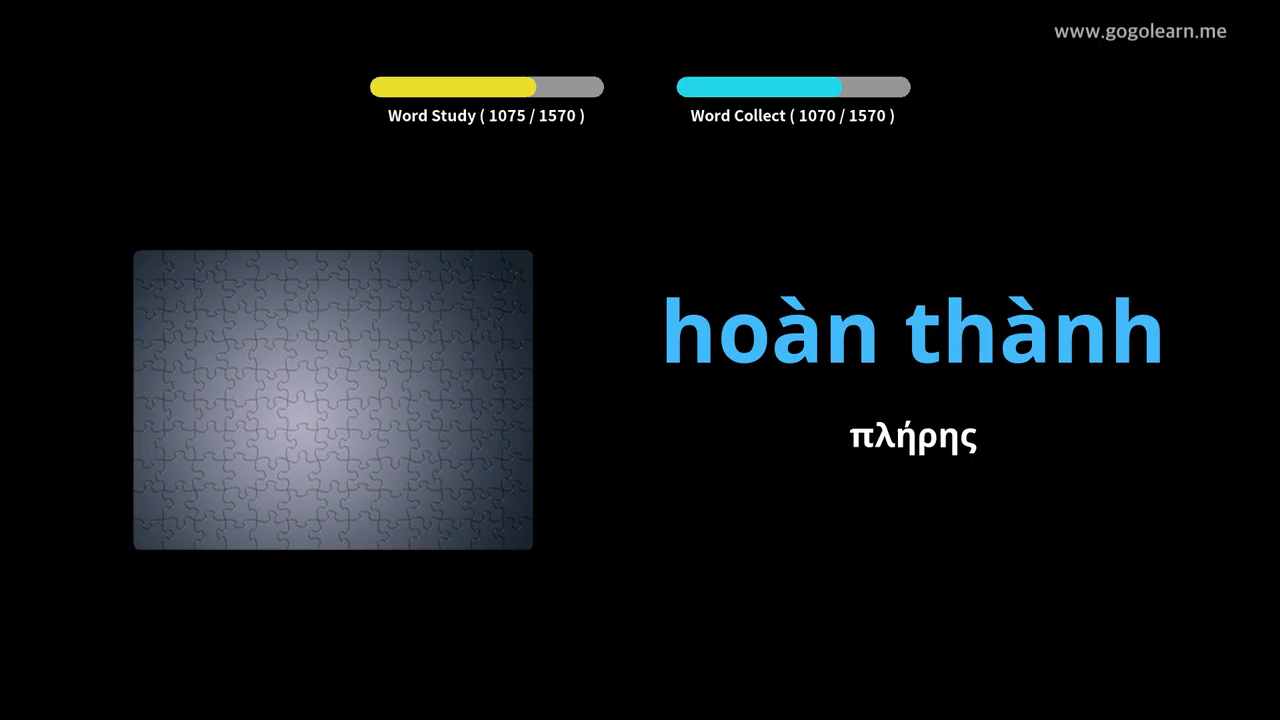 www.gogolearn.me
Word Study ( 1075 / 1570 )
Word Collect ( 1070 / 1570 )
hoàn thành
πλήρης